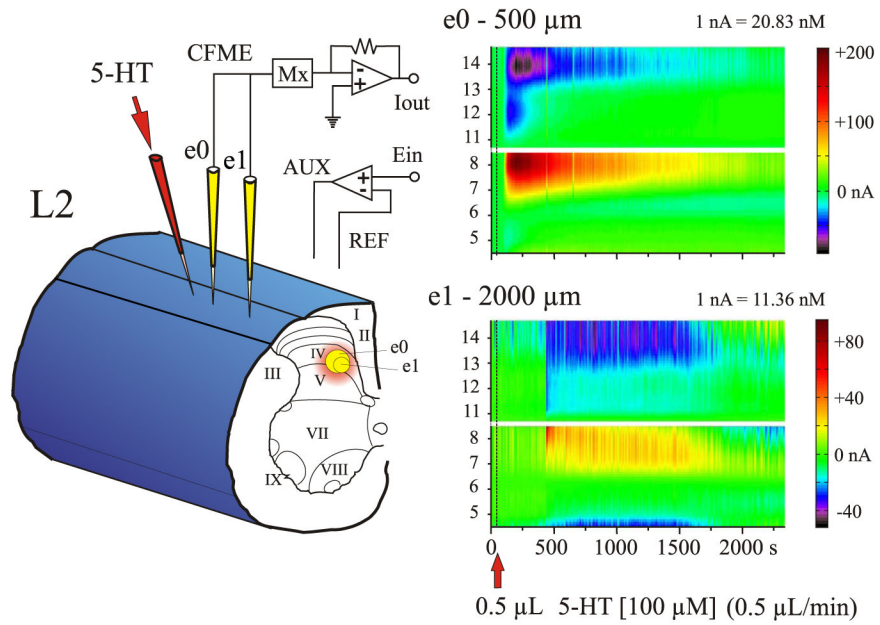 5-HT
CFME
Mx
Iout
e0
e1
AUX
Ein
REF
L2
I
II
III
IV
V
VII
VIII
IX
e0
e1
e0 - 500 µm
1 nA = 20.83 nM
14
13
12
11
8
7
6
5
+200
+100
0 nA
-100
e1 - 2000 µm
1 nA = 11.36 nM
14
13
12
11
8
7
6
5
+80
+40
0 nA
-40
0 500 1000 1500 2000 s
0.5 µL 5-HT [100 µM] (0.5 µL/min)